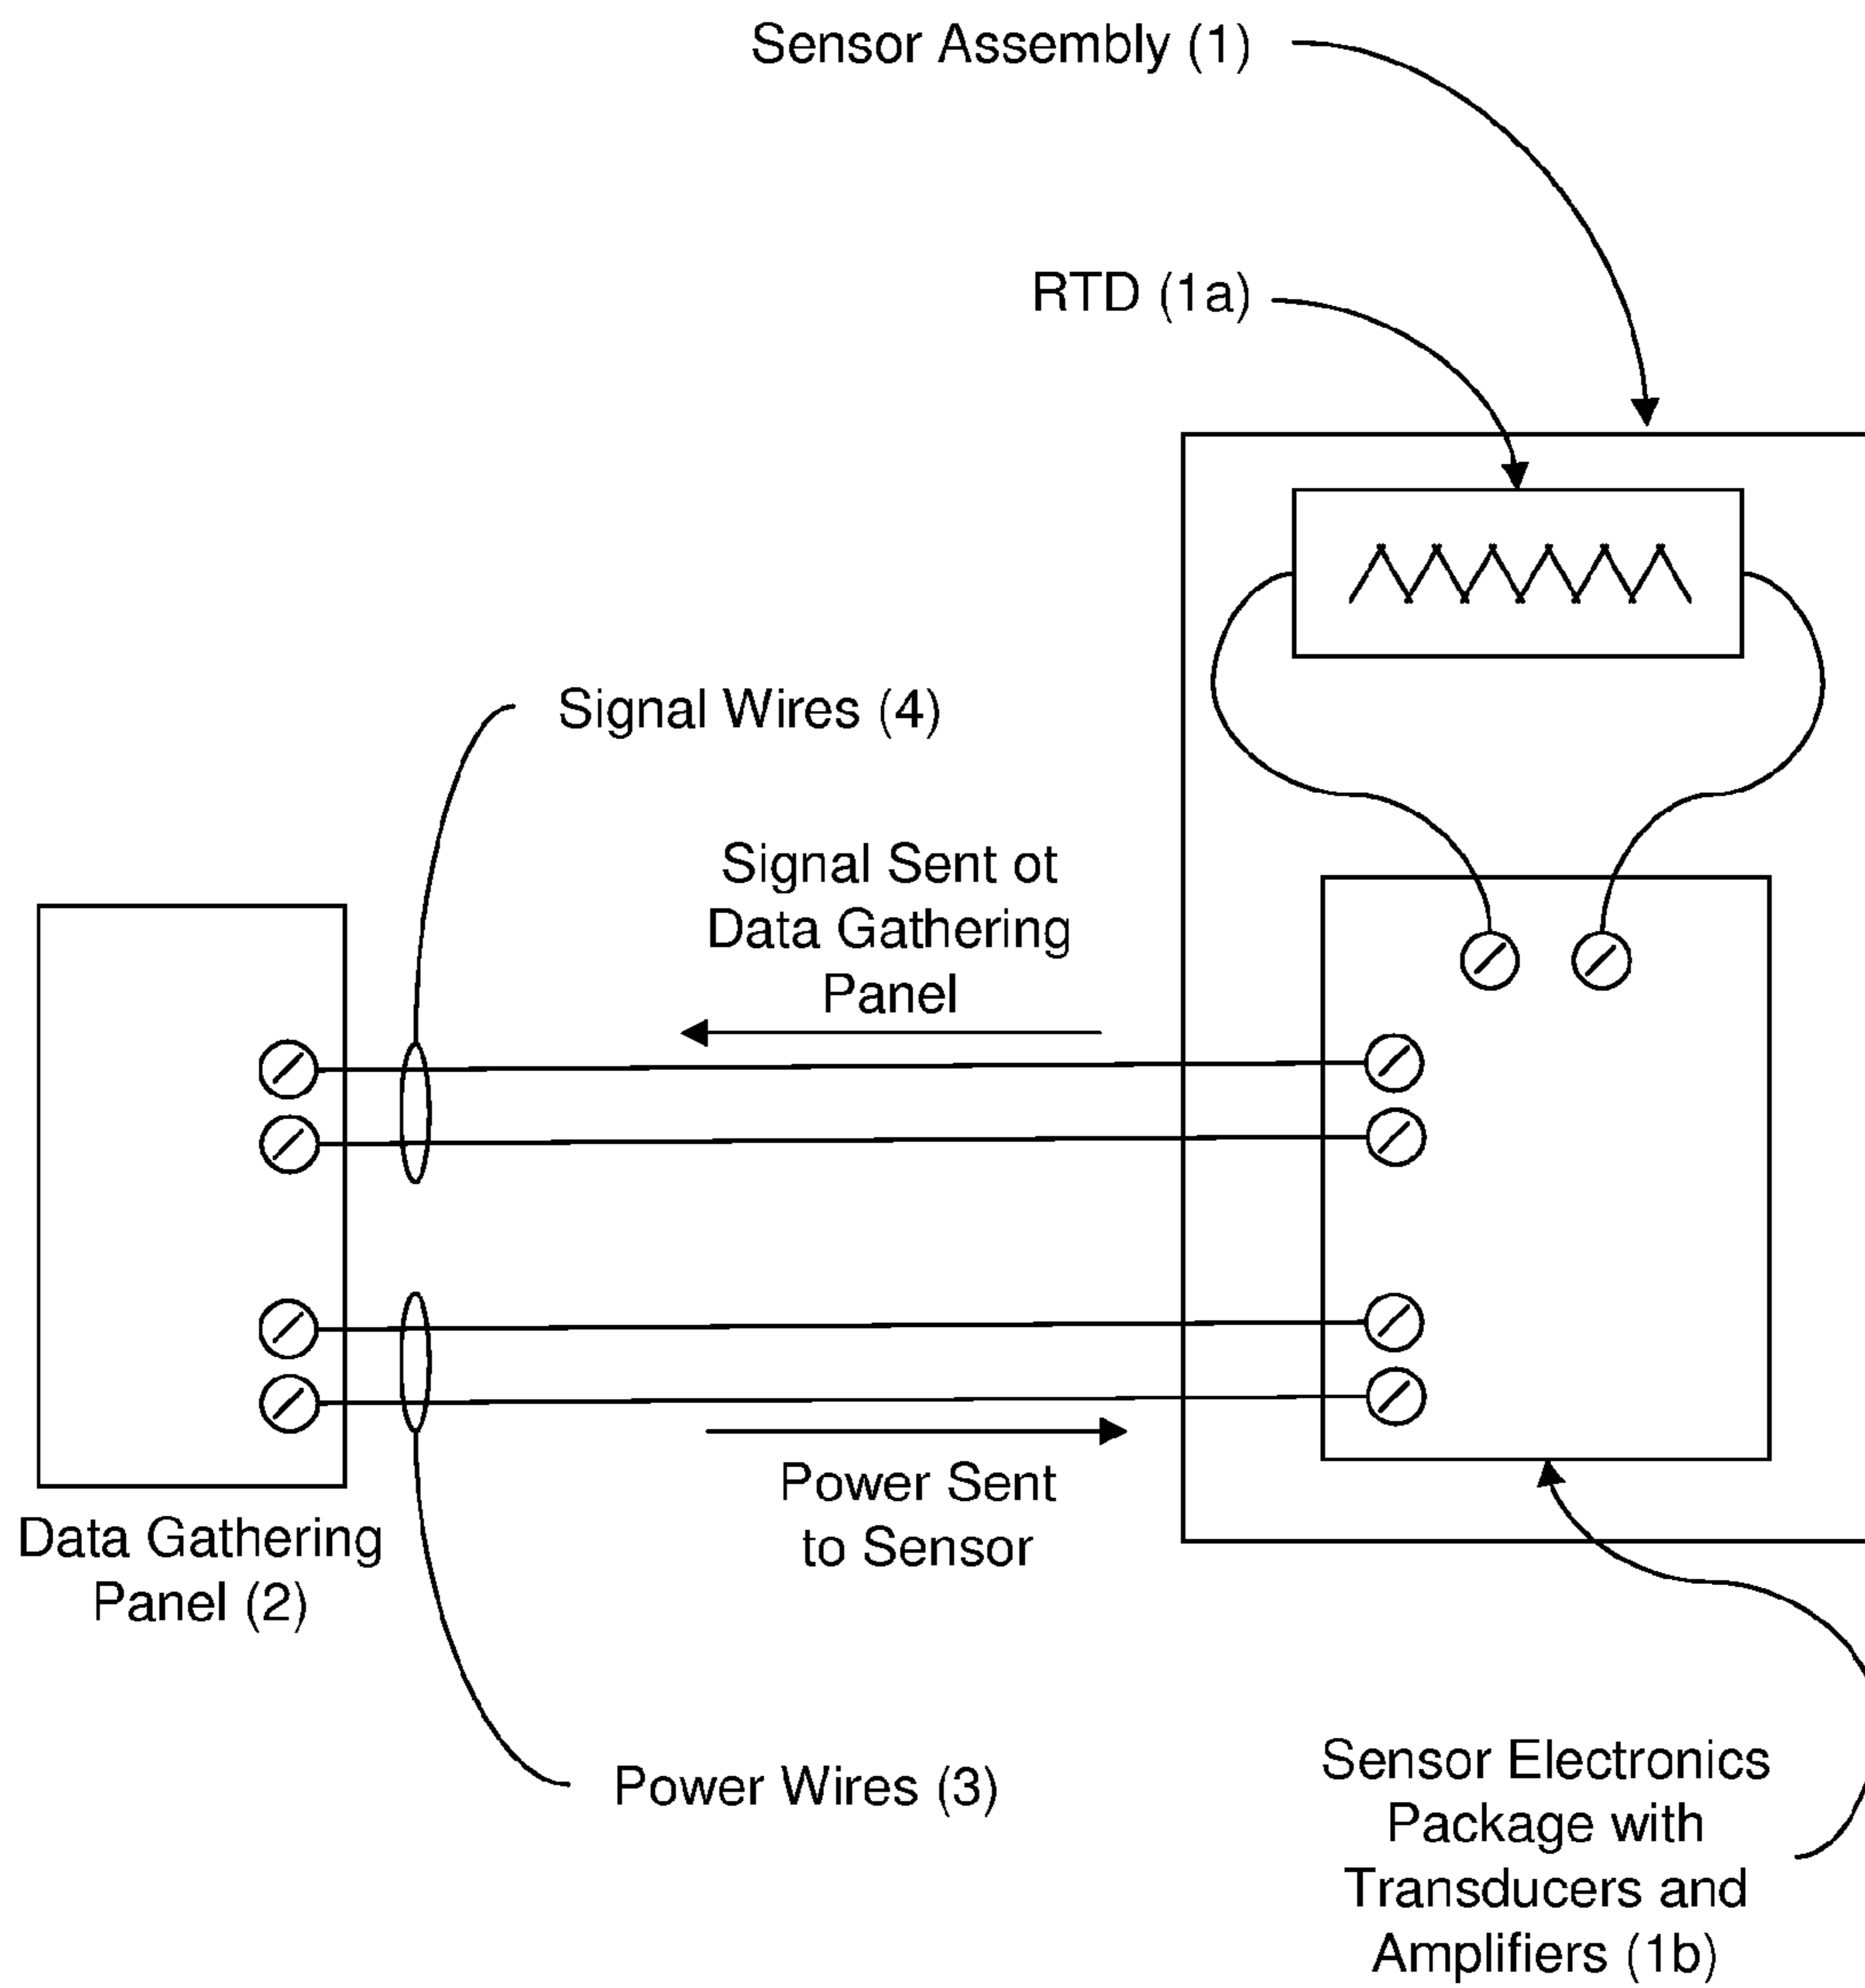 Sensor Assembly (1)
RTD (1a)
Signal Wires (4)
Signal Sent ot
Data Gathering
Panel
Data Gathering
Panel (2)
Power Sent
to Sensor
Power Wires (3)
Sensor Electronics
Package with
Transducers and
Amplifiers (1b)